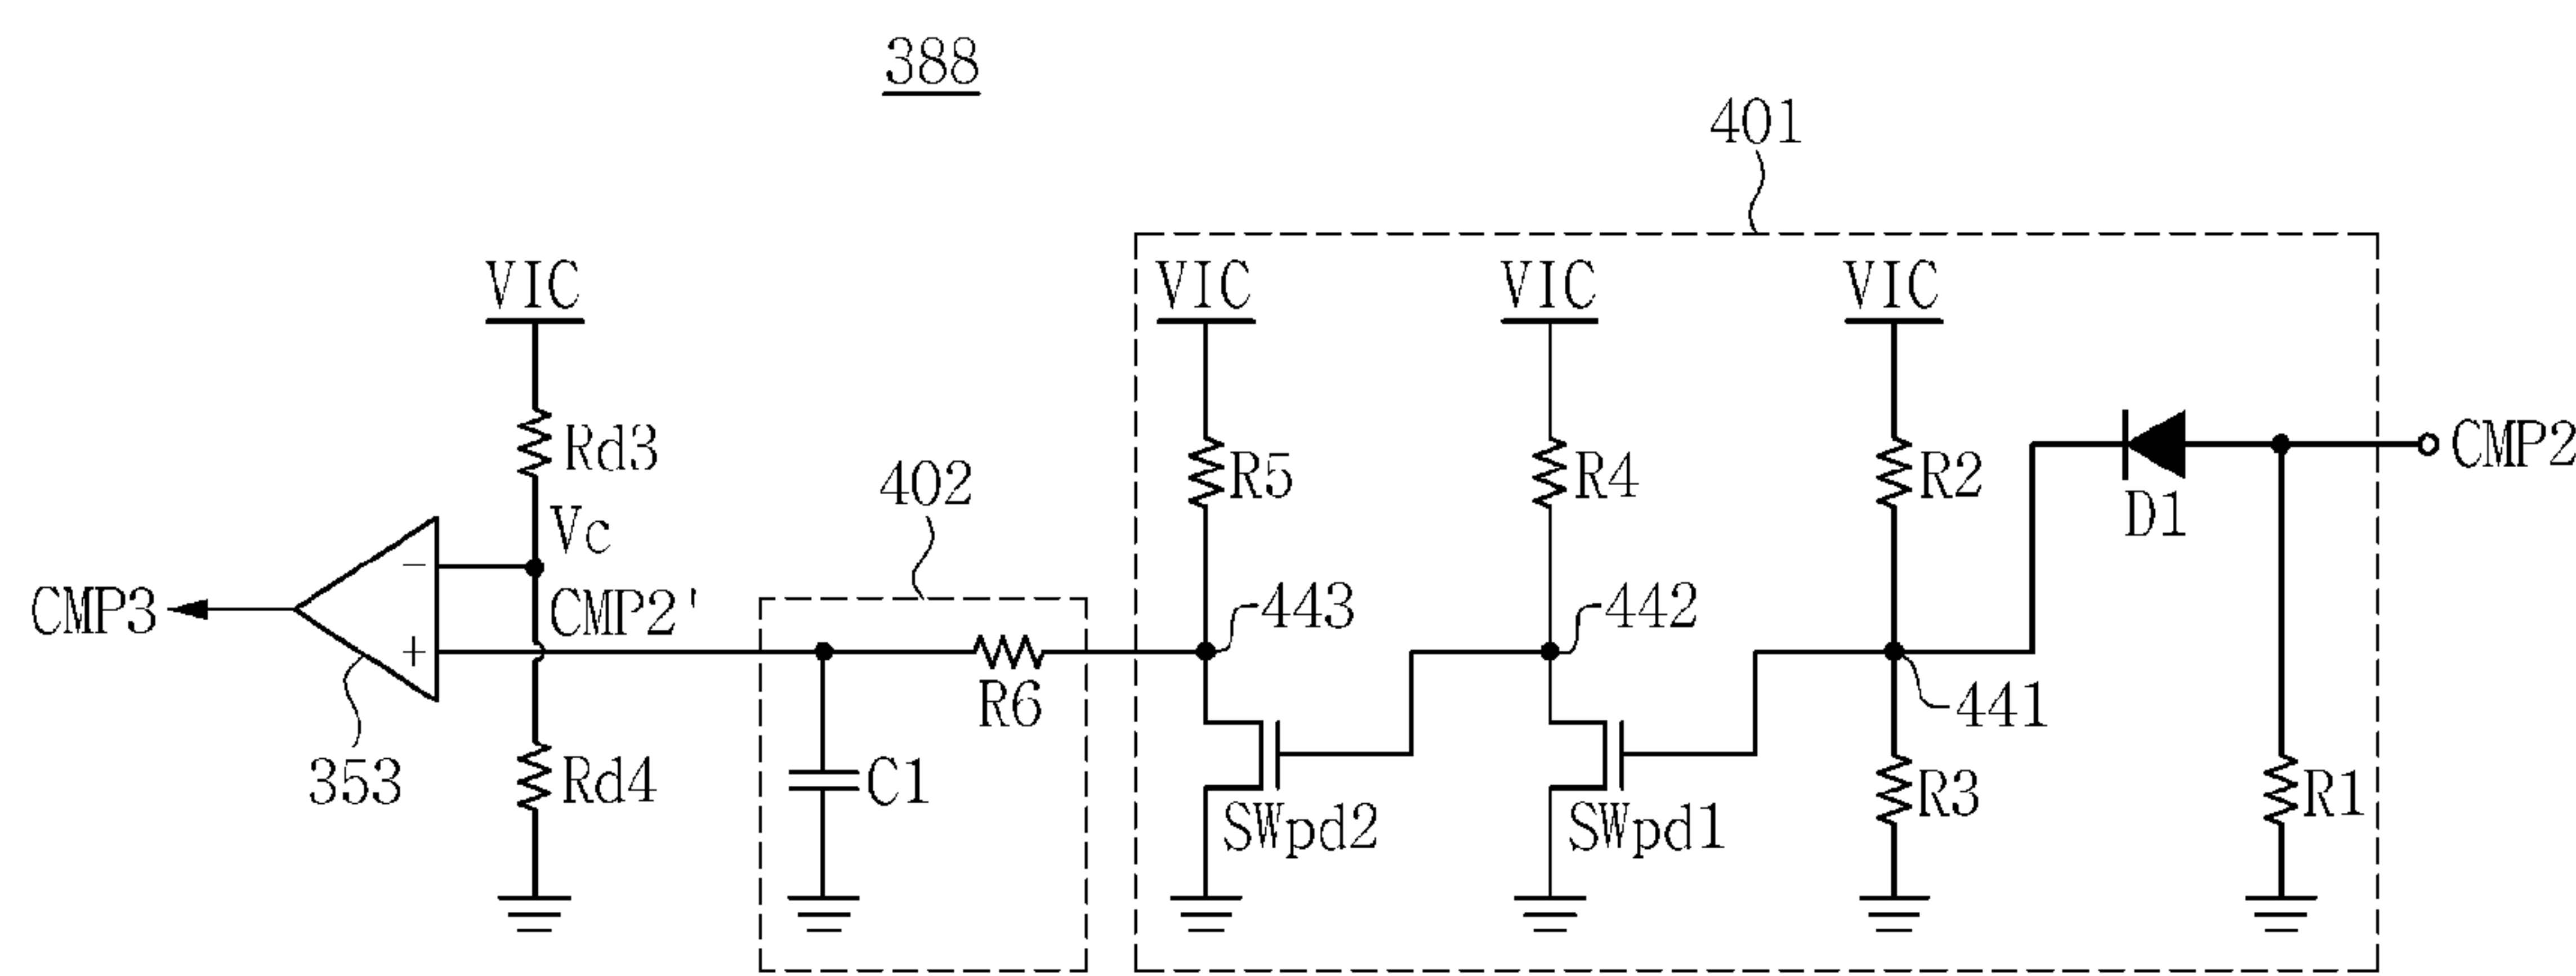 388
401
VIC
VIC
VIC
VIC
Rd3
402
R5
R4
R2
CMP2
D1
Vc
CMP3
-
CMP2'
443
442
+
R6
441
353
Rd4
C1
SWpd2
SWpd1
R3
R1